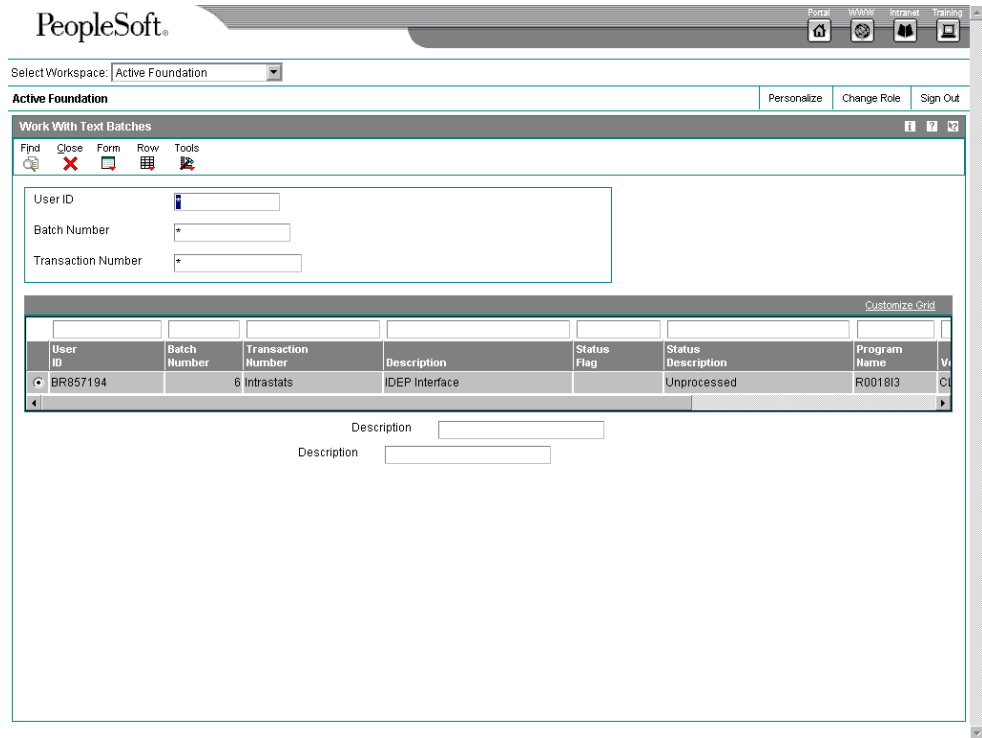 PeopleSoft®
Portal WWW Intranet Training
Select Workspace: Active Foundation
Active Foundation Personalize Change Role Sign Out
Work With Text Batches
Find Close Form Row Tools
User ID *
Batch Number *
Transaction Number *
Customize Grid
User ID Batch Number Transaction Number Description Status Flag Status Description Program Name
BR857194 6 Intrastats IDEP Interface Unprocessed R0018I3
Description
Description